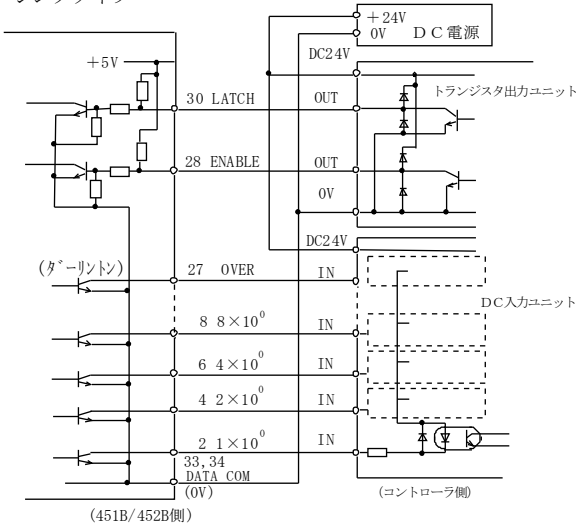 +24V
0V DC電源
DC24V
+5V
トランジスタ出力ユニット
30 LATCH OUT
28 ENABLE OUT
0V
DC24V
(ダーリントン)
27 OVER IN
DC入力ユニット
8 8×10⁰ IN
6 4×10⁰ IN
4 2×10⁰ IN
2 1×10⁰ IN
33,34
DATA COM
(0V)
(コントローラ側)
(451B/452B側)